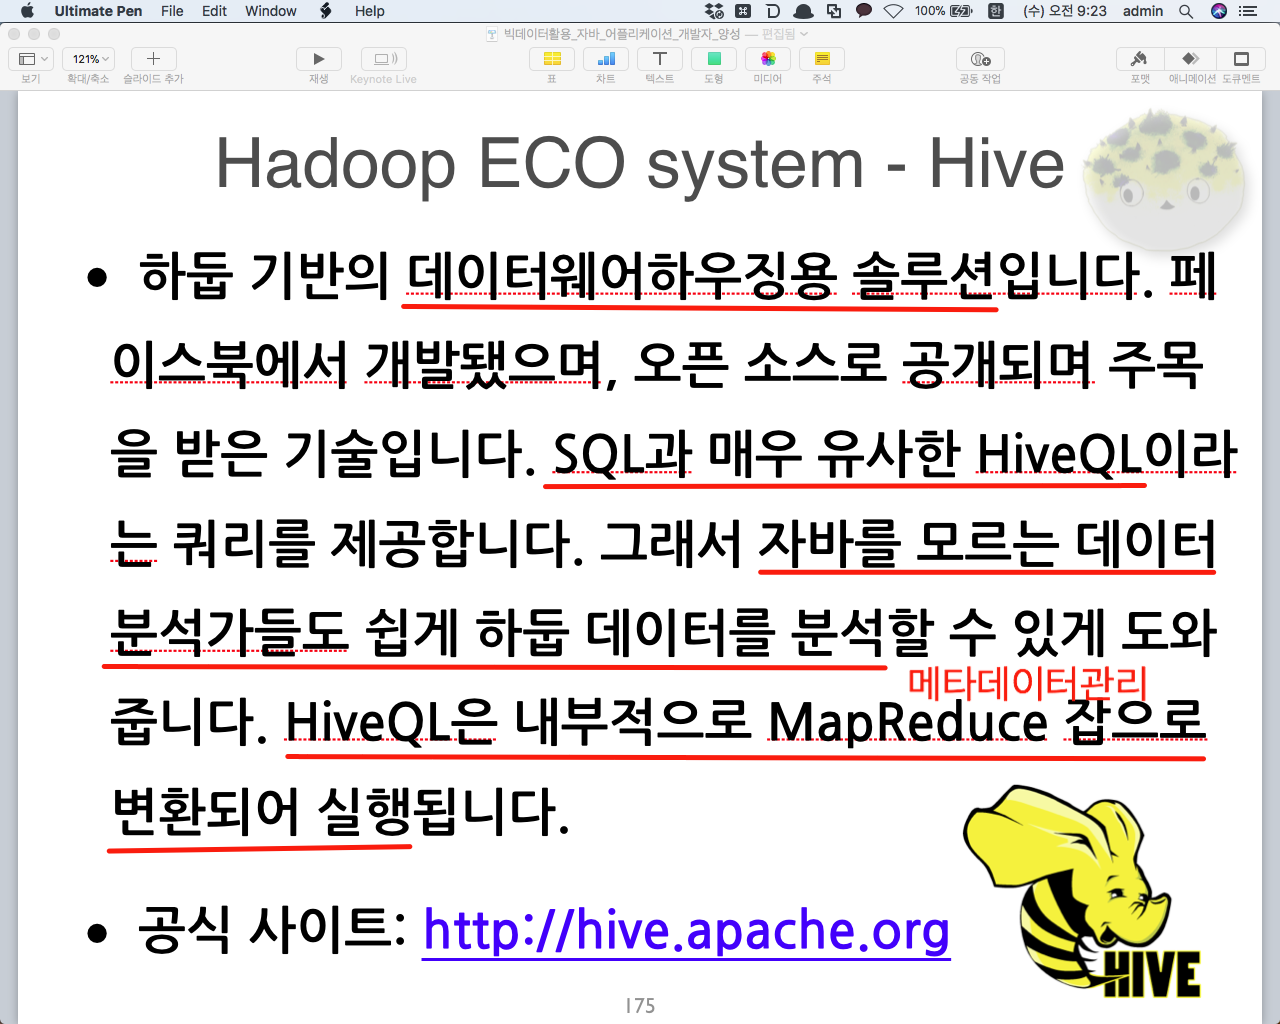 Ultimate Pen File Edit Window Help 100% 한 (수) 오전 9:23 admin
빅데이터활용_자바_어플리케이션_개발자_양성 — 편집됨
121%
보기 확대/축소 슬라이드 추가 재생 Keynote Live 표 차트 텍스트 도형 미디어 주석 공동 작업 포맷 애니메이션 도큐멘트
Hadoop ECO system - Hive
• 하둡 기반의 데이터웨어하우징용 솔루션입니다. 페
이스북에서 개발됐으며, 오픈 소스로 공개되며 주목
을 받은 기술입니다. SQL과 매우 유사한 HiveQL이라
는 쿼리를 제공합니다. 그래서 자바를 모르는 데이터
분석가들도 쉽게 하둡 데이터를 분석할 수 있게 도와
메타데이터관리
줍니다. HiveQL은 내부적으로 MapReduce 잡으로
변환되어 실행됩니다.
• 공식 사이트: http://hive.apache.org
HIVE
175